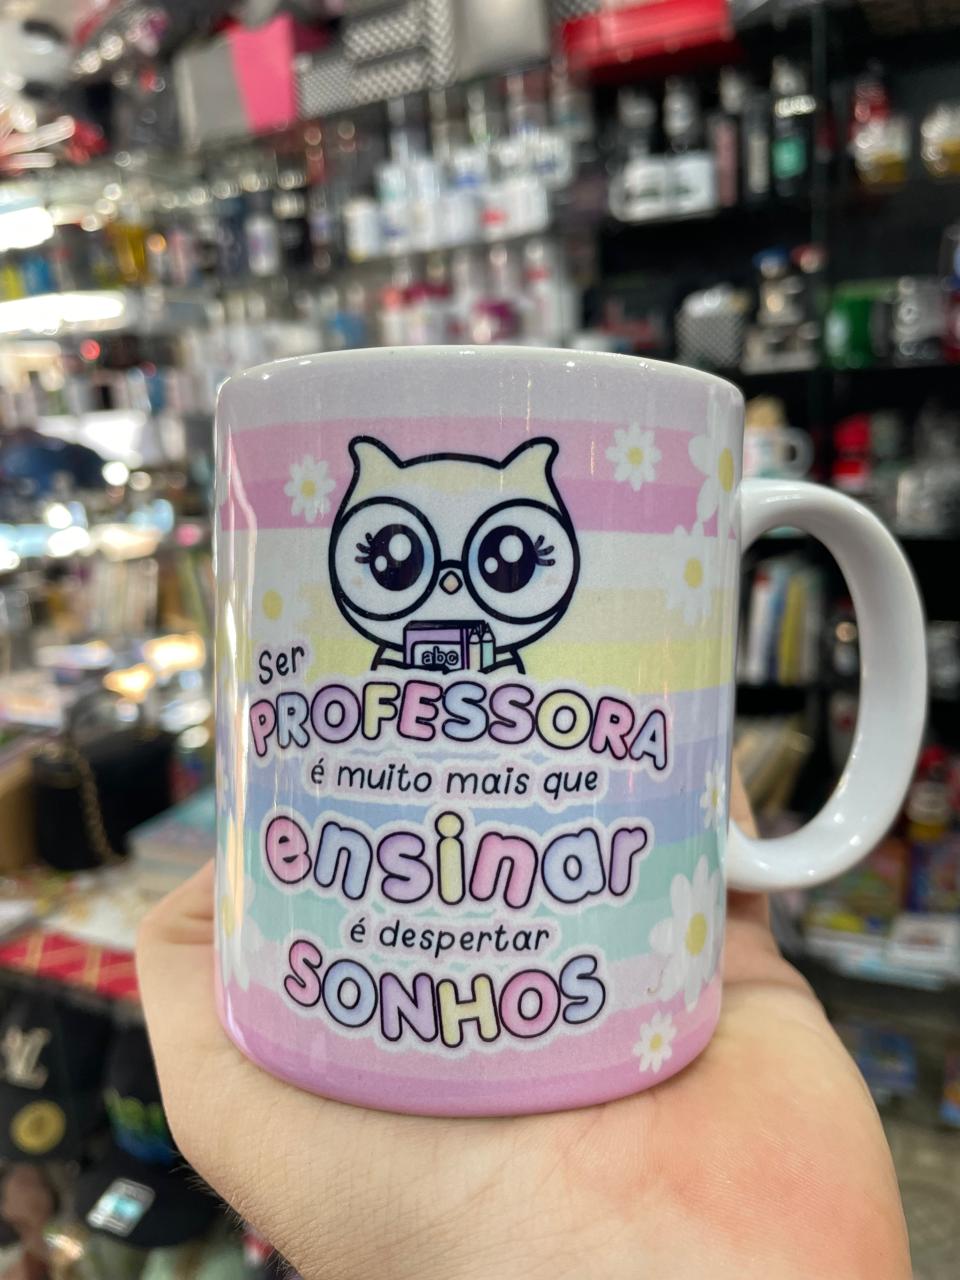 abc
Ser
PROFESSORA
é muito mais que
ensinar
é despertar
SONHOS